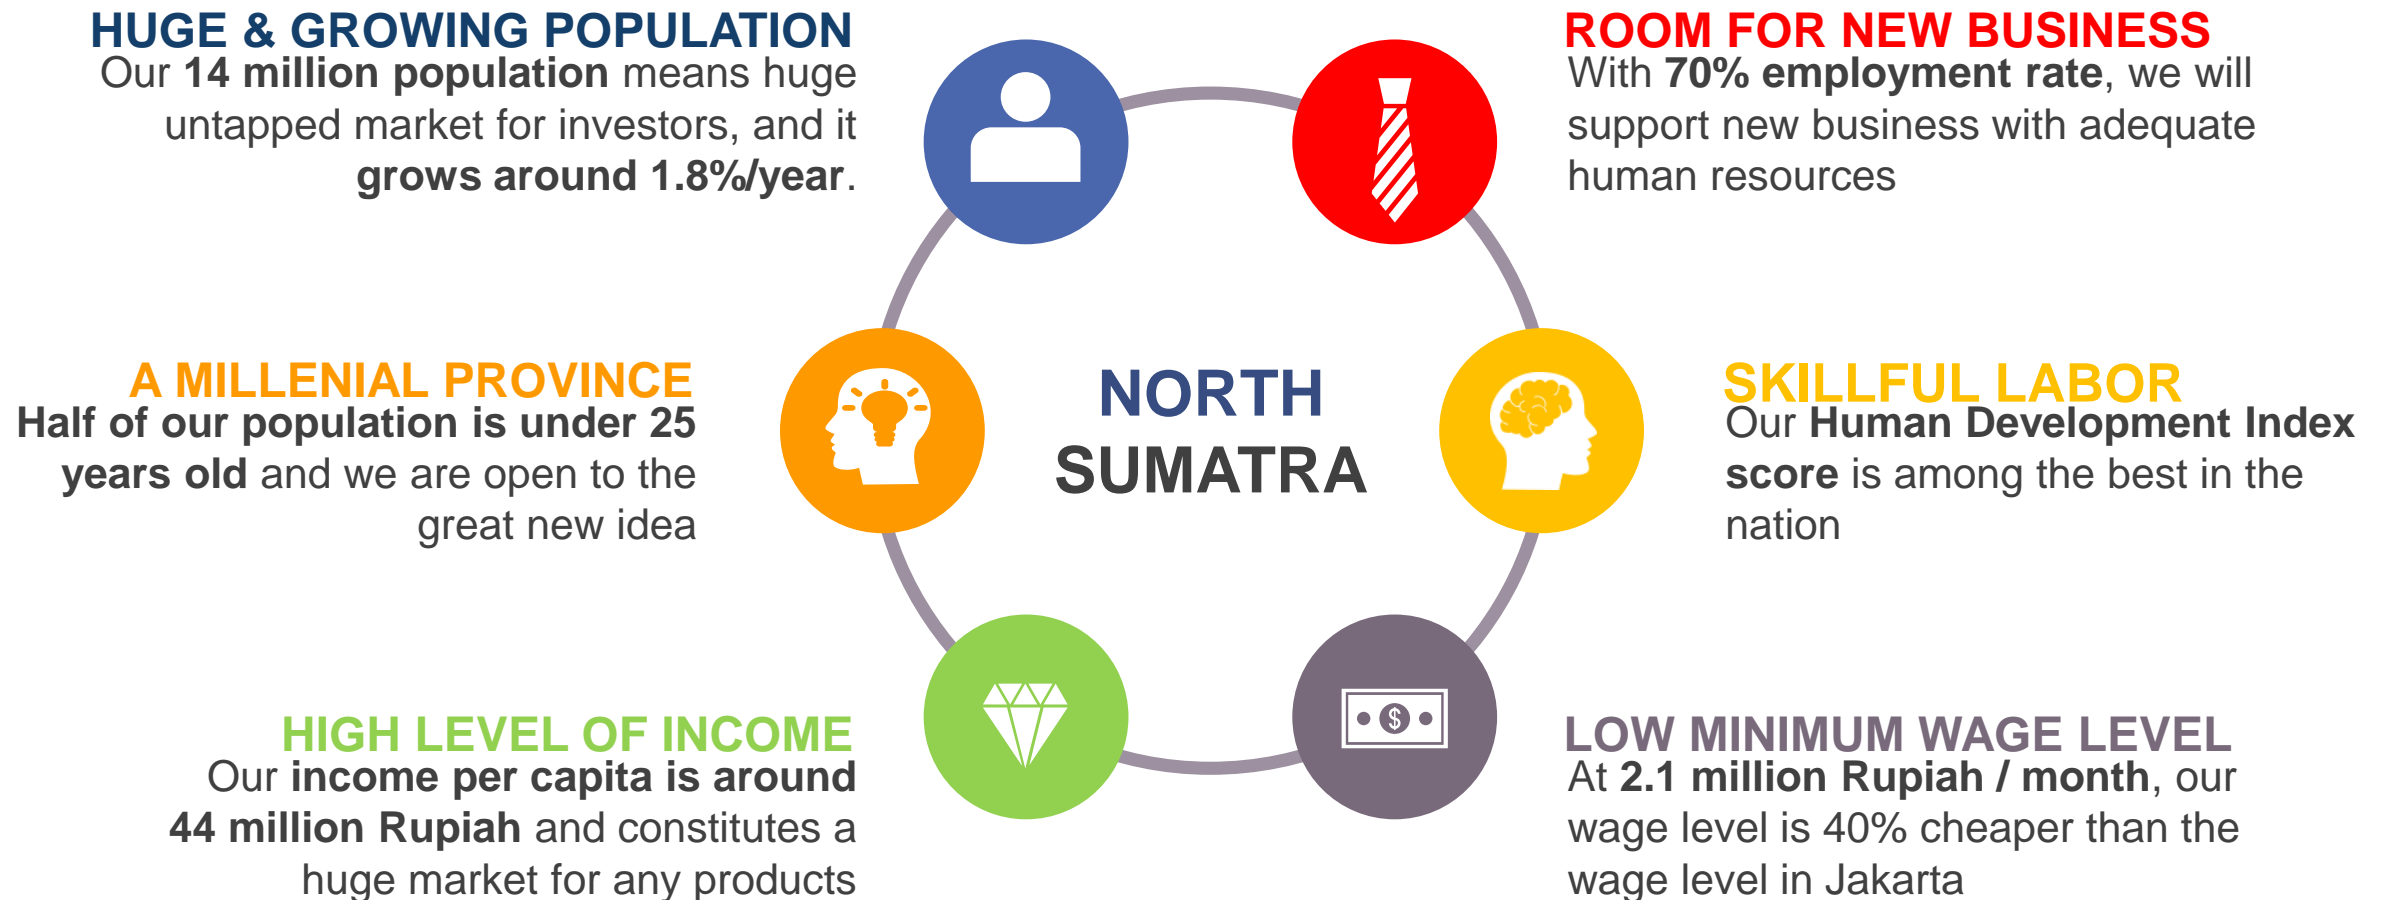 HUGE & GROWING POPULATION
Our 14 million population means huge
untapped market for investors, and it
grows around 1.8%/year.
ROOM FOR NEW BUSINESS
With 70% employment rate, we will
support new business with adequate
human resources
A MILLENIAL PROVINCE
Half of our population is under 25
years old and we are open to the
great new idea
NORTH
SUMATRA
SKILLFUL LABOR
Our Human Development Index
score is among the best in the
nation
HIGH LEVEL OF INCOME
Our income per capita is around
44 million Rupiah and constitutes a
huge market for any products
$
LOW MINIMUM WAGE LEVEL
At 2.1 million Rupiah / month, our
wage level is 40% cheaper than the
wage level in Jakarta